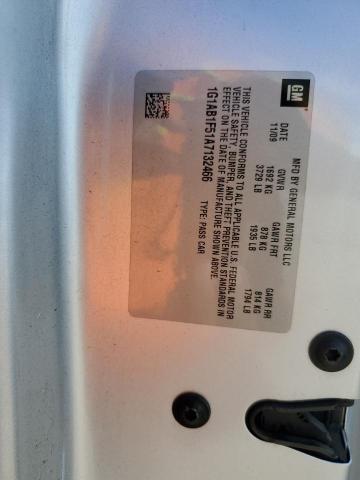 GM
MFD BY GENERAL MOTORS LLC
DATE GVWR GAWR FRT GAWR RR
11/09 1692 KG 878 KG 814 KG
3729 LB 1935 LB 1794 LB
THIS VEHICLE CONFORMS TO ALL APPLICABLE U.S. FEDERAL MOTOR
VEHICLE SAFETY, BUMPER, AND THEFT PREVENTION STANDARDS IN
EFFECT ON THE DATE OF MANUFACTURE SHOWN ABOVE.
1G1AB1F51A7132466 TYPE: PASS CAR